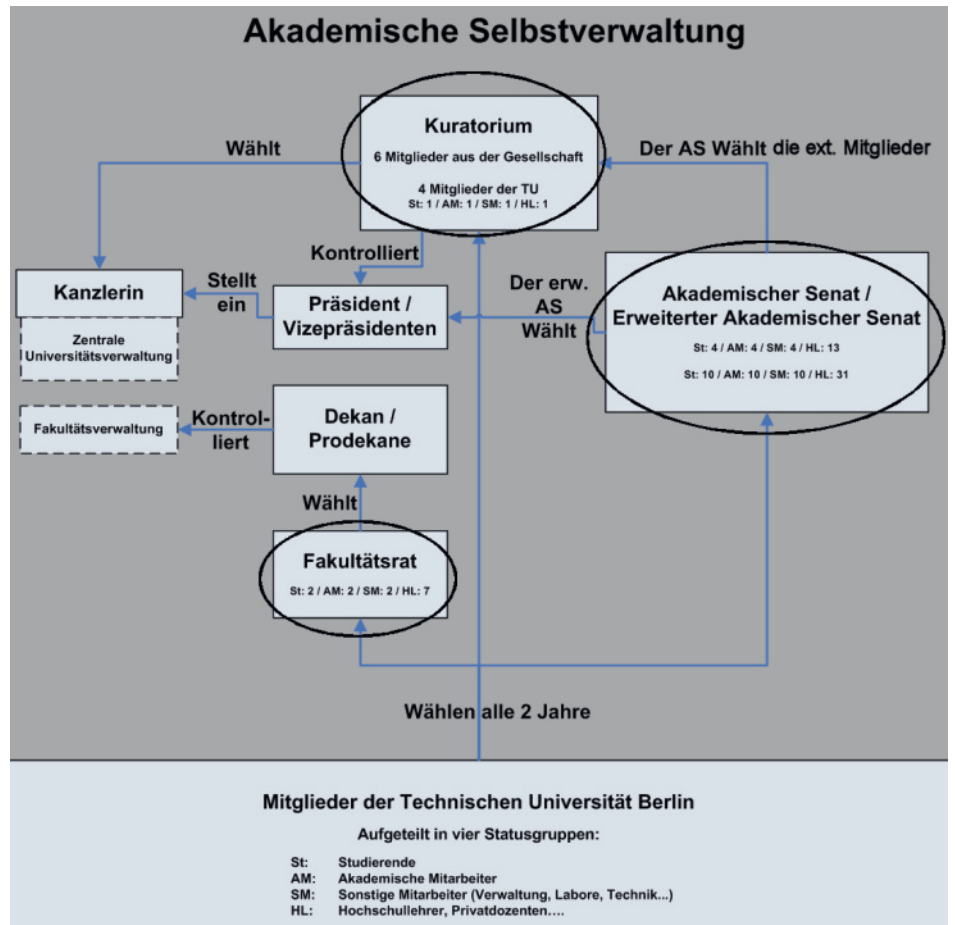 Akademische Selbstverwaltung
Kuratorium
6 Mitglieder aus der Gesellschaft
4 Mitglieder der TU
St: 1 / AM: 1 / SM: 1 / HL: 1
Wählt
Der AS Wählt die ext. Mitglieder
Kontrolliert
Kanzlerin
Zentrale
Universitätsverwaltung
Stellt
ein
Präsident /
Vizepräsidenten
Der erw.
AS
Wählt
Akademischer Senat /
Erweiterter Akademischer Senat
St: 4 / AM: 4 / SM: 4 / HL: 13
St: 10 / AM: 10 / SM: 10 / HL: 31
Fakultätsverwaltung
Kontrol-
liert
Dekan /
Prodekane
Wählt
Fakultätsrat
St: 2 / AM: 2 / SM: 2 / HL: 7
Wählen alle 2 Jahre
Mitglieder der Technischen Universität Berlin
Aufgeteilt in vier Statusgruppen:
St: Studierende
AM: Akademische Mitarbeiter
SM: Sonstige Mitarbeiter (Verwaltung, Labore, Technik...)
HL: Hochschullehrer, Privatdozenten....